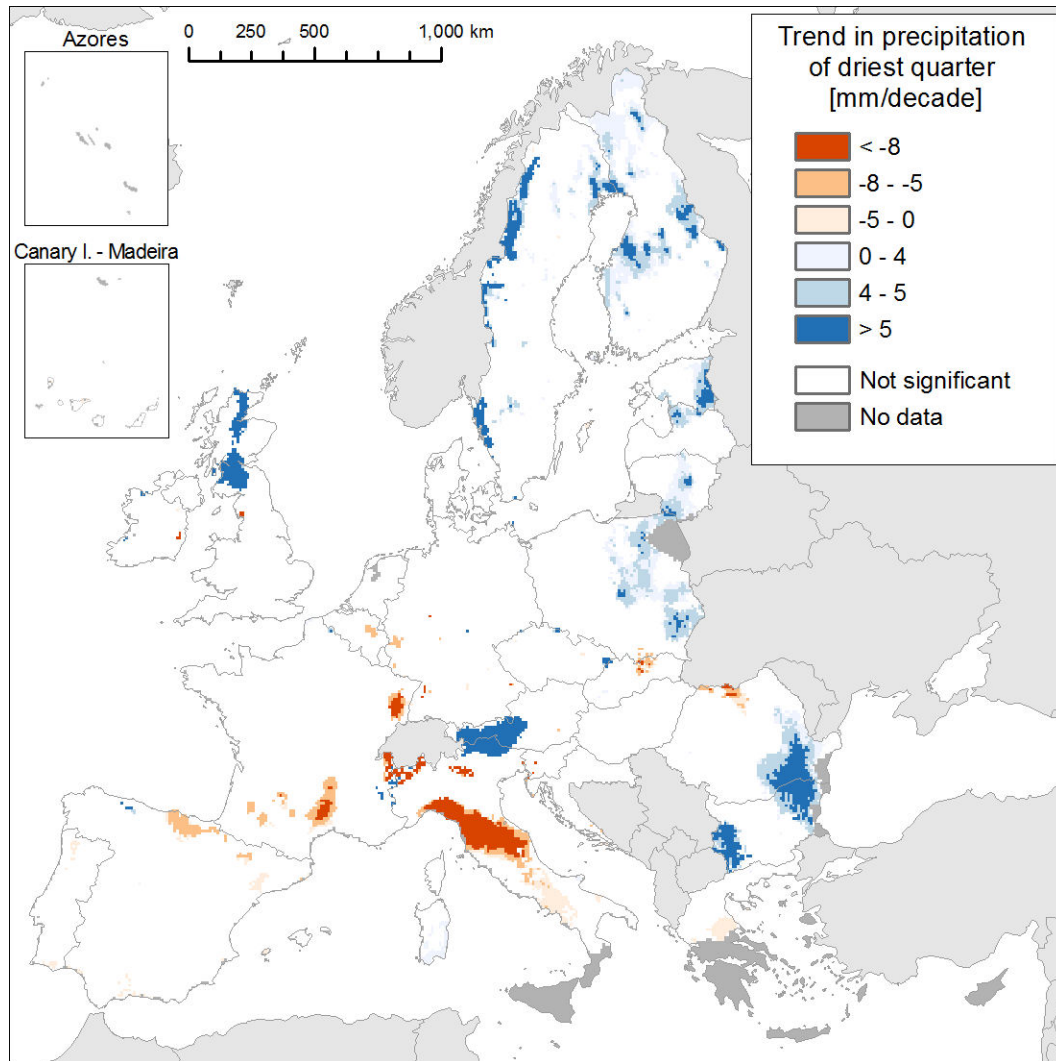 Azores
0 250 500 1,000 km
Canary I. - Madeira
Trend in precipitation
of driest quarter
[mm/decade]
< -8
-8 - -5
-5 - 0
0 - 4
4 - 5
> 5
Not significant
No data